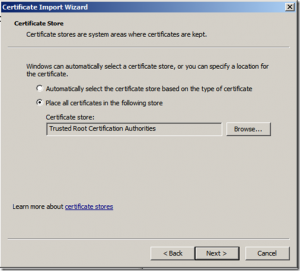 Certificate Import Wizard
Certificate Store
Certificate stores are system areas where certificates are kept.
Windows can automatically select a certificate store, or you can specify a location for
the certificate.
Automatically select the certificate store based on the type of certificate
Place all certificates in the following store
Certificate store:
Trusted Root Certification Authorities
Browse...
Learn more about certificate stores
< Back
Next >
Cancel